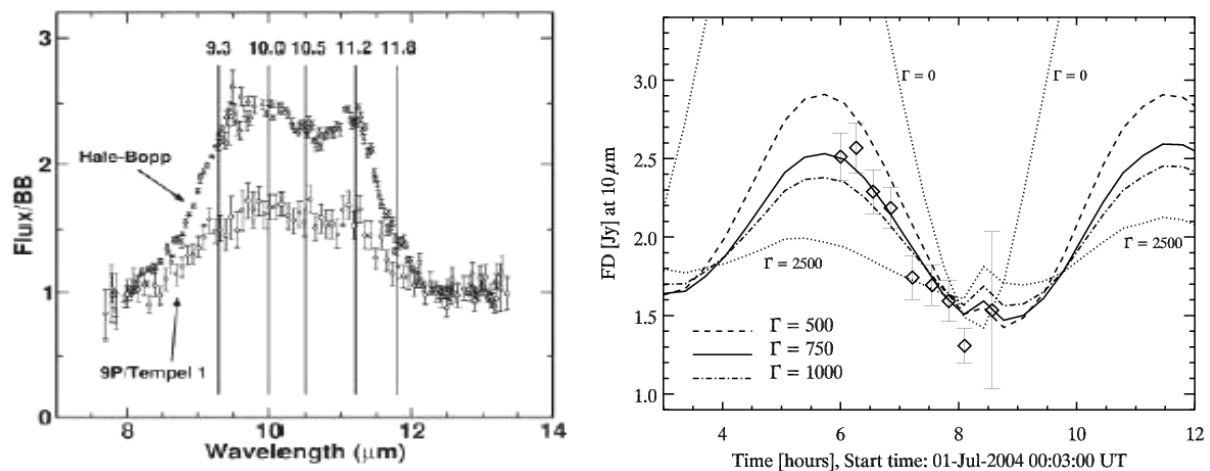 3
2
1
0
Flux/BB
9.3 10.0 10.5 11.2 11.8
Hale-Bopp
9P/Tempel 1
8 10 12 14
Wavelength (μm)
3.0
2.5
2.0
1.5
1.0
FD [Jy] at 10 μm
Γ = 0
Γ = 0
Γ = 2500
Γ = 2500
Γ = 500
Γ = 750
Γ = 1000
4 6 8 10 12
Time [hours], Start time: 01-Jul-2004 00:03:00 UT